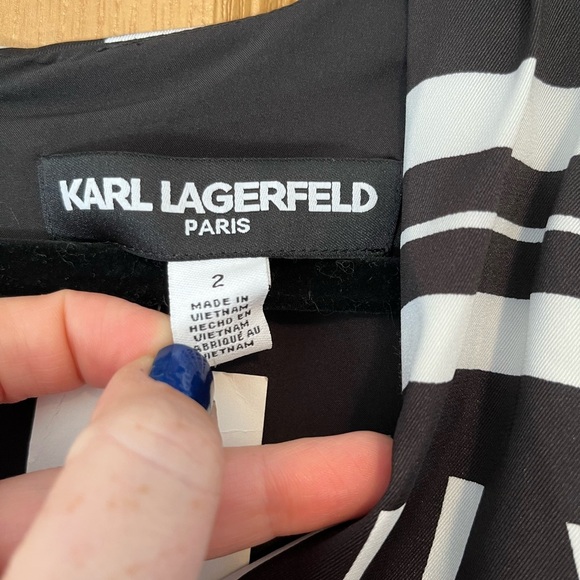 KARL LAGERFELD
PARIS
2
MADE IN
VIETNAM
HECHO EN
VIETNAM
FABRIQUÉ AU
VIETNAM